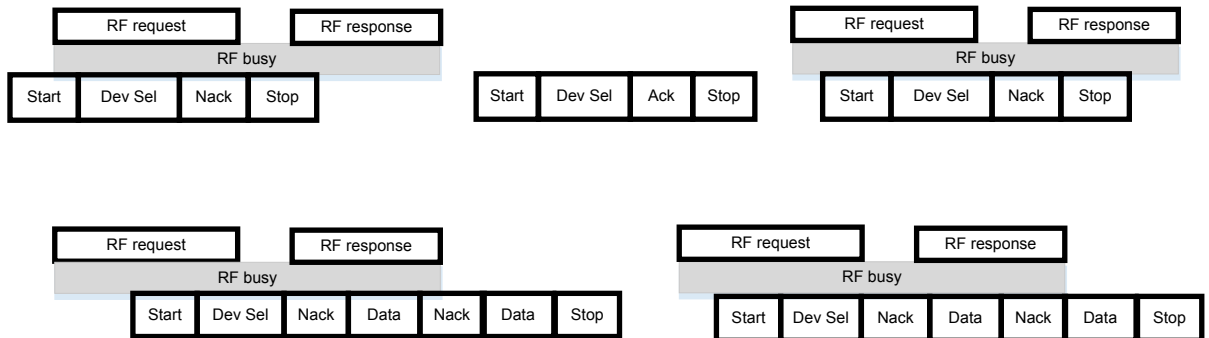 RF request RF response
RF busy
Start Dev Sel Nack Stop
Start Dev Sel Ack Stop
RF request RF response
RF busy
Start Dev Sel Nack Stop
RF request RF response
RF busy
Start Dev Sel Nack Data Nack Data Stop
RF request RF response
RF busy
Start Dev Sel Nack Data Nack Data Stop